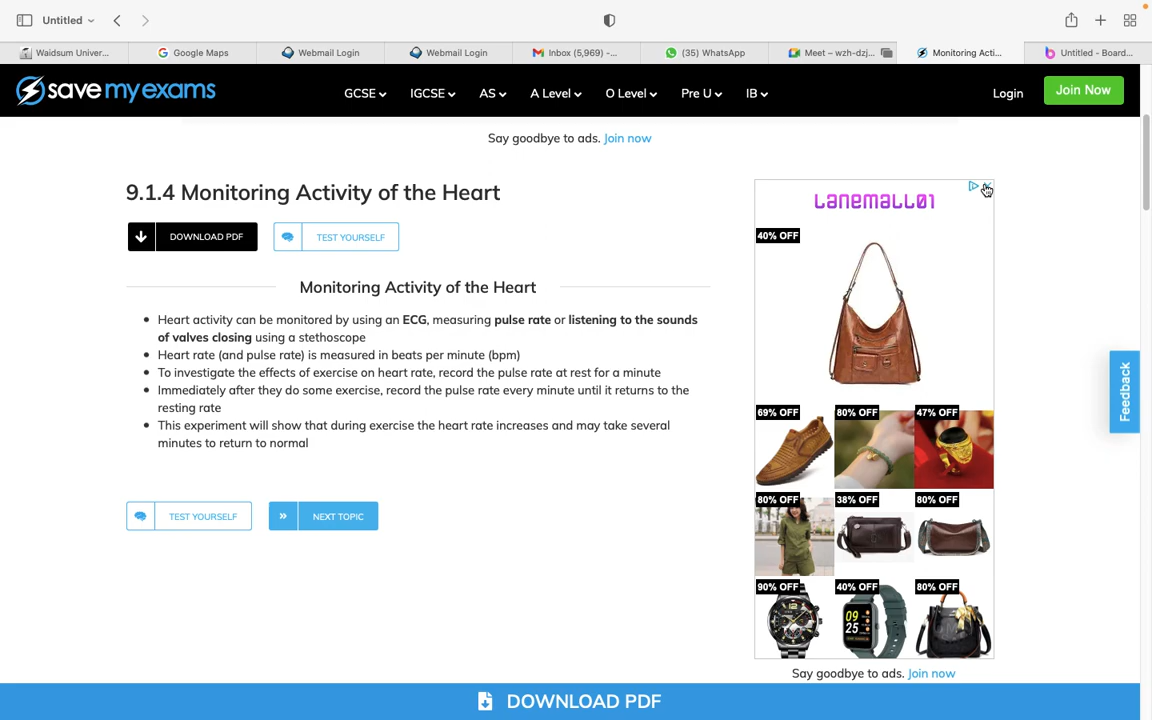 Untitled
Waidsum Univer...
Google Maps
Webmail Login
Webmail Login
Inbox (5,969) -...
(35) WhatsApp
Meet – wzh-dzj...
Monitoring Acti...
Untitled - Board...
save my exams
GCSE
IGCSE
AS
A Level
O Level
Pre U
IB
Login
Join Now
Say goodbye to ads. Join now
9.1.4 Monitoring Activity of the Heart
DOWNLOAD PDF
TEST YOURSELF
Monitoring Activity of the Heart
Heart activity can be monitored by using an ECG, measuring pulse rate or listening to the sounds
of valves closing using a stethoscope
Heart rate (and pulse rate) is measured in beats per minute (bpm)
To investigate the effects of exercise on heart rate, record the pulse rate at rest for a minute
Immediately after they do some exercise, record the pulse rate every minute until it returns to the
resting rate
This experiment will show that during exercise the heart rate increases and may take several
minutes to return to normal
TEST YOURSELF
NEXT TOPIC
LANEMALL01
40% OFF
69% OFF
80% OFF
47% OFF
80% OFF
38% OFF
80% OFF
90% OFF
40% OFF
80% OFF
09
25
Say goodbye to ads. Join now
Feedback
DOWNLOAD PDF